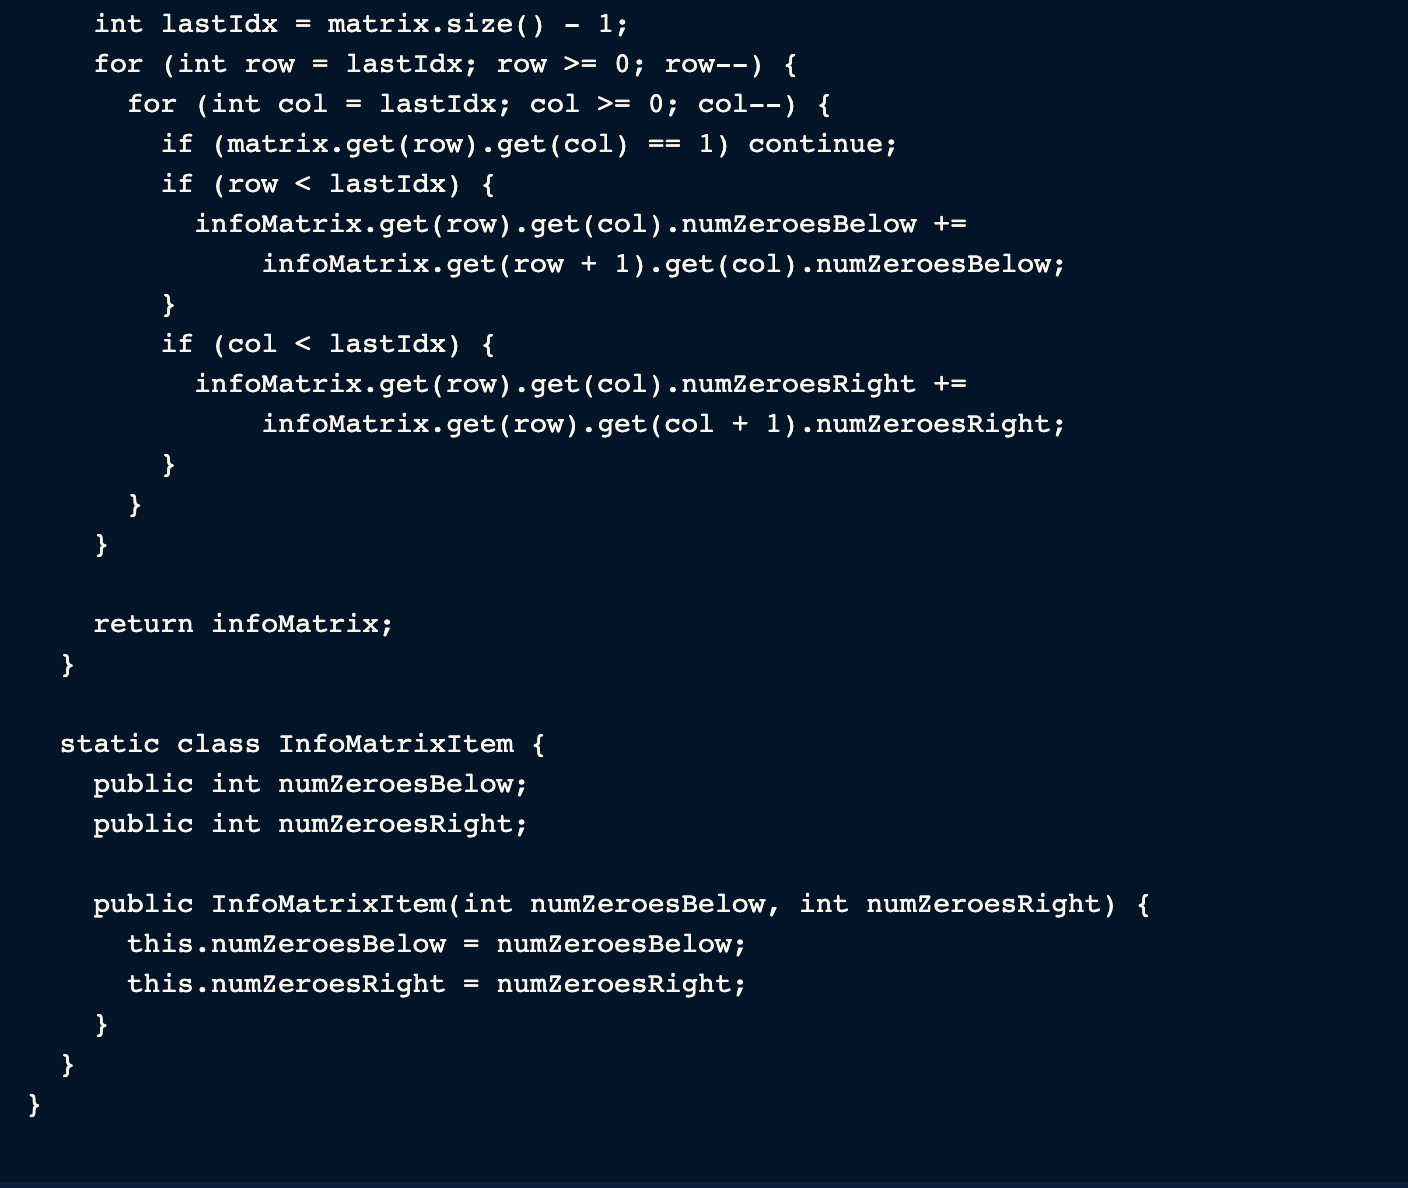 int lastIdx = matrix.size() - 1;
for (int row = lastIdx; row >= 0; row--) {
for (int col = lastIdx; col >= 0; col--) {
if (matrix.get(row).get(col) == 1) continue;
if (row < lastIdx) {
infoMatrix.get(row).get(col).numZeroesBelow +=
infoMatrix.get(row + 1).get(col).numZeroesBelow;
}
if (col < lastIdx) {
infoMatrix.get(row).get(col).numZeroesRight +=
infoMatrix.get(row).get(col + 1).numZeroesRight;
}
}
}
return infoMatrix;
}
static class InfoMatrixItem {
public int numZeroesBelow;
public int numZeroesRight;
public InfoMatrixItem(int numZeroesBelow, int numZeroesRight) {
this.numZeroesBelow = numZeroesBelow;
this.numZeroesRight = numZeroesRight;
}
}
}